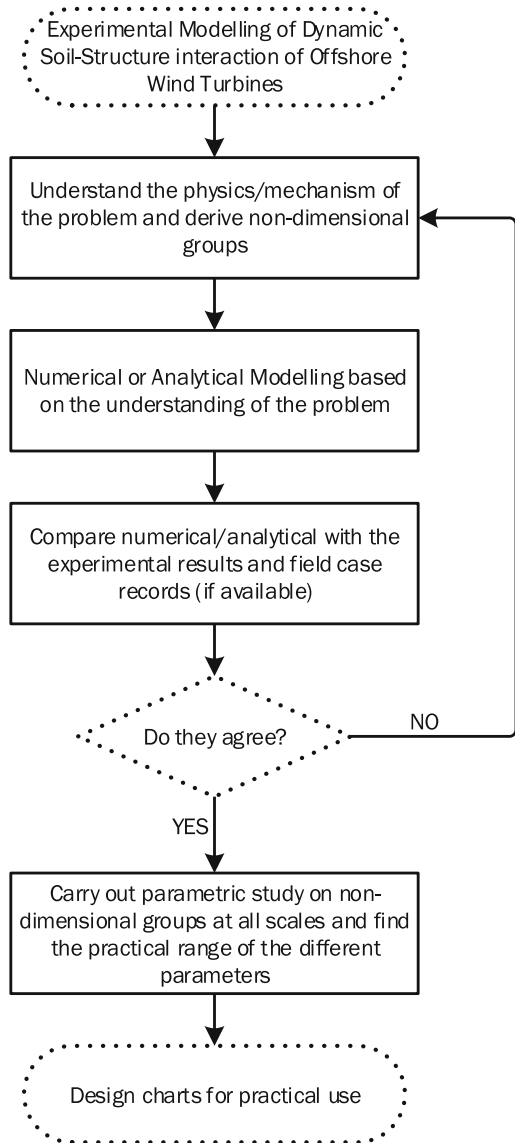 Experimental Modelling of Dynamic
Soil-Structure interaction of Offshore
Wind Turbines
Understand the physics/mechanism of
the problem and derive non-dimensional
groups
Numerical or Analytical Modelling based
on the understanding of the problem
Compare numerical/analytical with the
experimental results and field case
records (if available)
Do they agree?
NO
YES
Carry out parametric study on non-
dimensional groups at all scales and find
the practical range of the different
parameters
Design charts for practical use